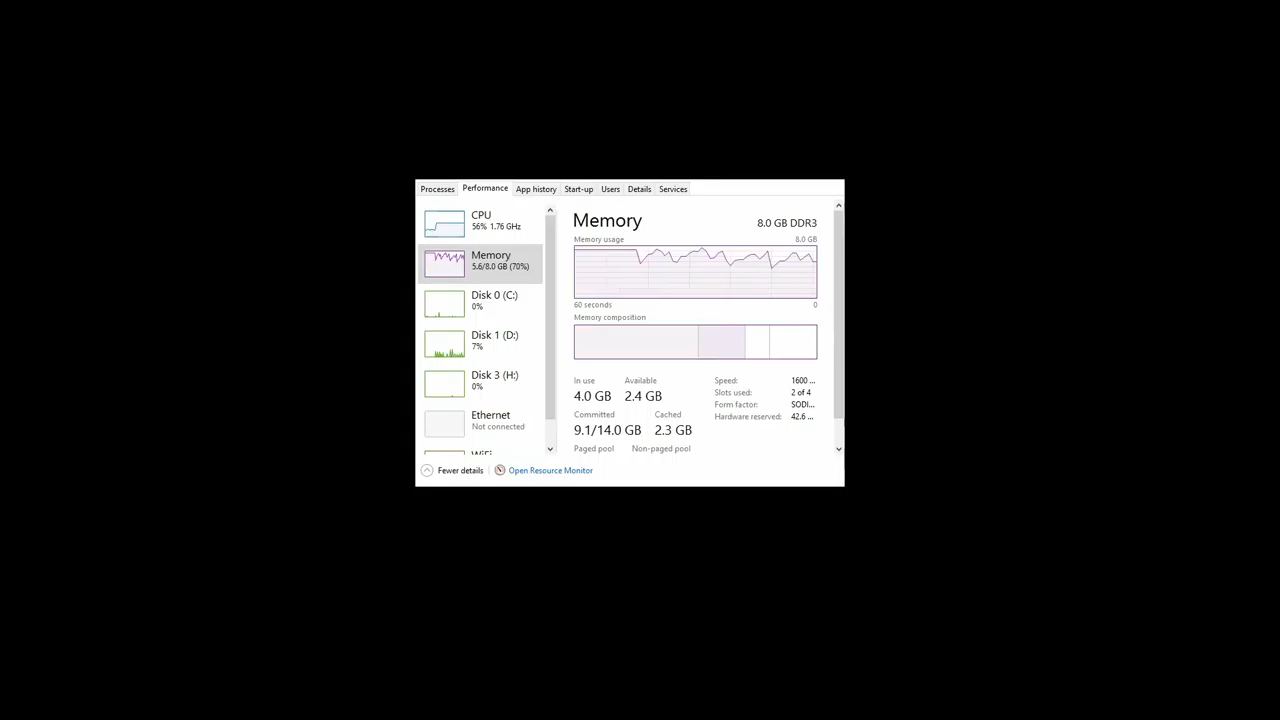 Processes Performance App history Start-up Users Details Services
CPU
56% 1.76 GHz
Memory
5.6/8.0 GB (70%)
Disk 0 (C:)
0%
Disk 1 (D:)
7%
Disk 3 (H:)
0%
Ethernet
Not connected
WiFi
Memory 8.0 GB DDR3
Memory usage 8.0 GB
60 seconds 0
Memory composition
In use Available
4.0 GB 2.4 GB
Committed Cached
9.1/14.0 GB 2.3 GB
Paged pool Non-paged pool
Speed: 1600 ...
Slots used: 2 of 4
Form factor: SODI...
Hardware reserved: 42.6 ...
Fewer details Open Resource Monitor